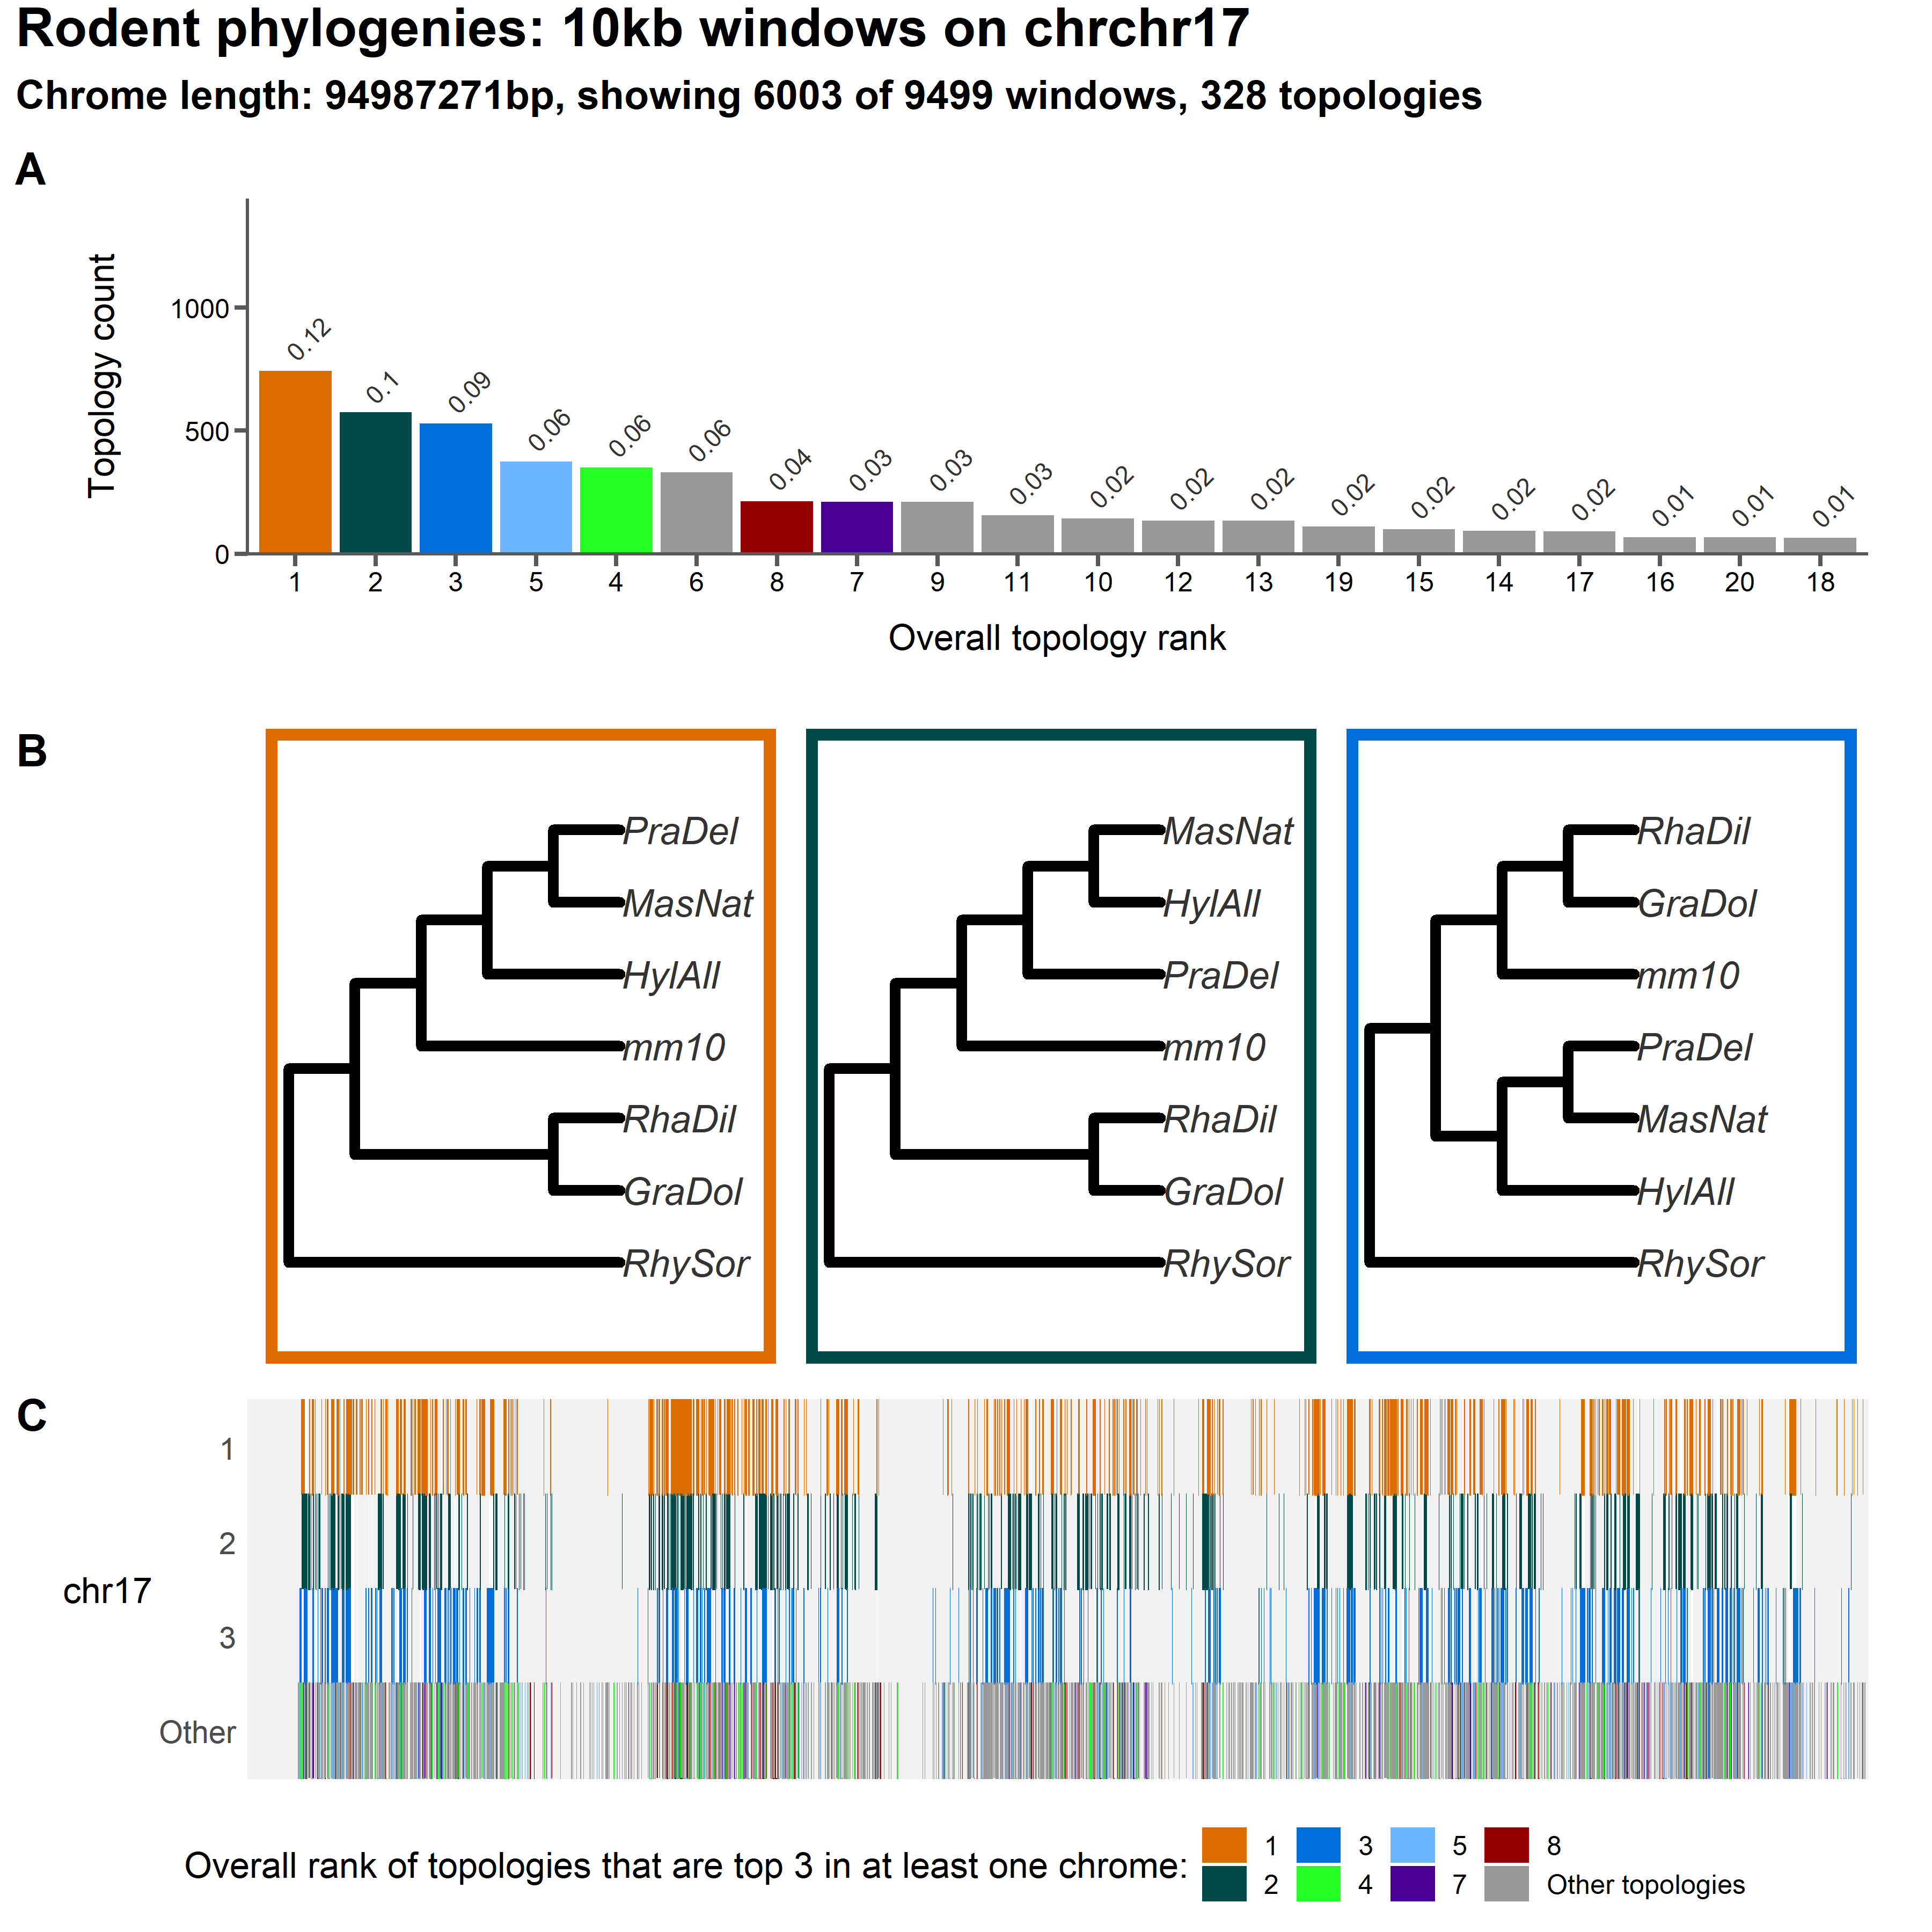 Rodent phylogenies: 10kb windows on chrchr17
Chrome length: 94987271bp, showing 6003 of 9499 windows, 328 topologies
A
Topology count
1000
500
0
0.12
0.1
0.09
0.06
0.06
0.06
0.04
0.03
0.03
0.03
0.02
0.02
0.02
0.02
0.02
0.02
0.02
0.01
0.01
0.01
1 2 3 5 4 6 8 7 9 11 10 12 13 19 15 14 17 16 20 18
Overall topology rank
B
PraDel
MasNat
HylAll
mm10
RhaDil
GraDol
RhySor
MasNat
HylAll
PraDel
mm10
RhaDil
GraDol
RhySor
RhaDil
GraDol
mm10
PraDel
MasNat
HylAll
RhySor
C
chr17
1
2
3
Other
Overall rank of topologies that are top 3 in at least one chrome:
1 3 5 8
2 4 7 Other topologies